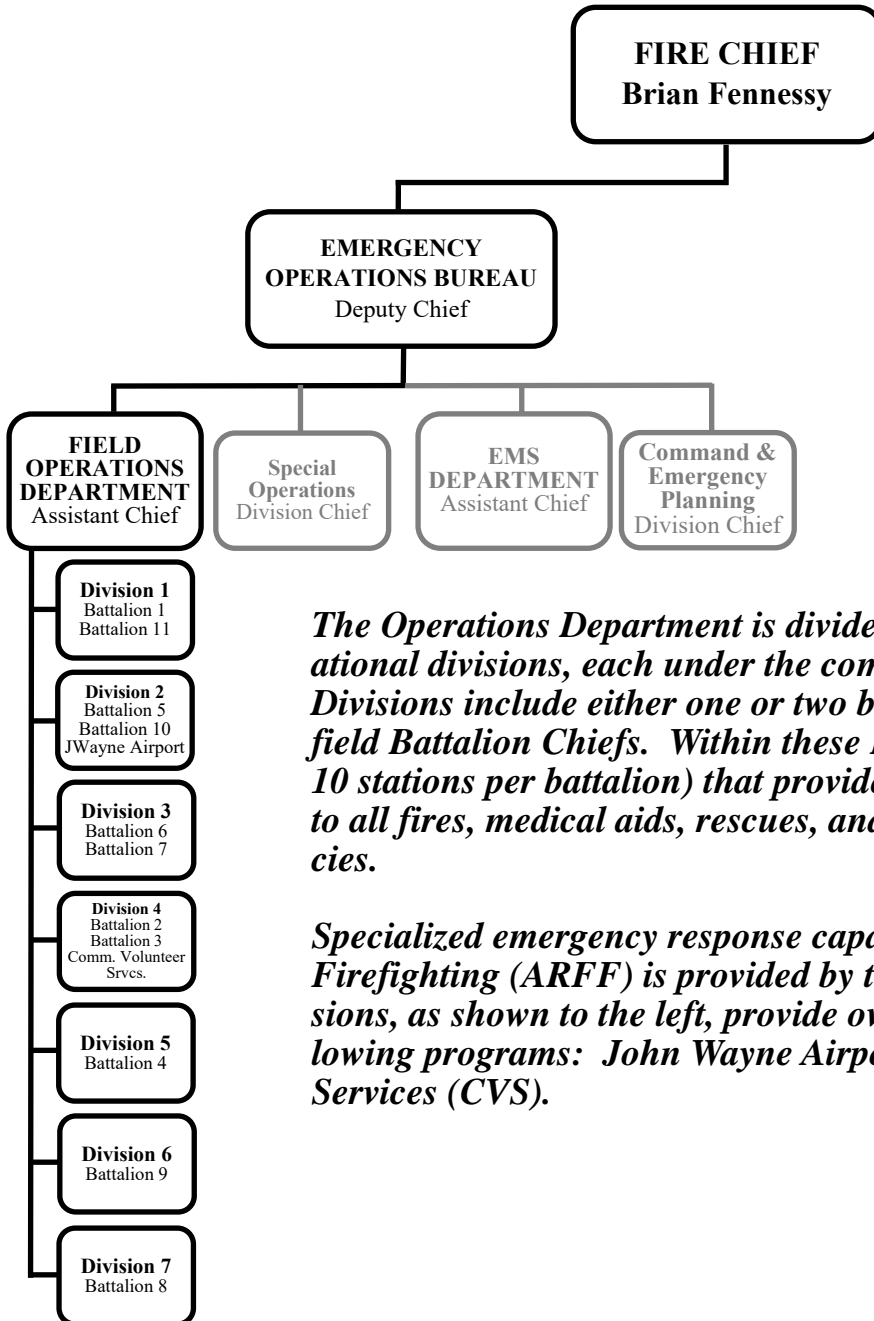 FIRE CHIEF
Brian Fennessy
EMERGENCY
OPERATIONS BUREAU
Deputy Chief
FIELD
OPERATIONS
DEPARTMENT
Assistant Chief
Special
Operations
Division Chief
EMS
DEPARTMENT
Assistant Chief
Command &
Emergency
Planning
Division Chief
Division 1
Battalion 1
Battalion 11
Division 2
Battalion 5
Battalion 10
JWayne Airport
Division 3
Battalion 6
Battalion 7
Division 4
Battalion 2
Battalion 3
Comm. Volunteer
Srvcs.
Division 5
Battalion 4
Division 6
Battalion 9
Division 7
Battalion 8
The Operations Department is divide
ational divisions, each under the com
Divisions include either one or two b
field Battalion Chiefs.  Within these
10 stations per battalion) that provide
to all fires, medical aids, rescues, and
cies.
Specialized emergency response capa
Firefighting (ARFF) is provided by t
sions, as shown to the left, provide ov
lowing programs:  John Wayne Airpo
Services (CVS).